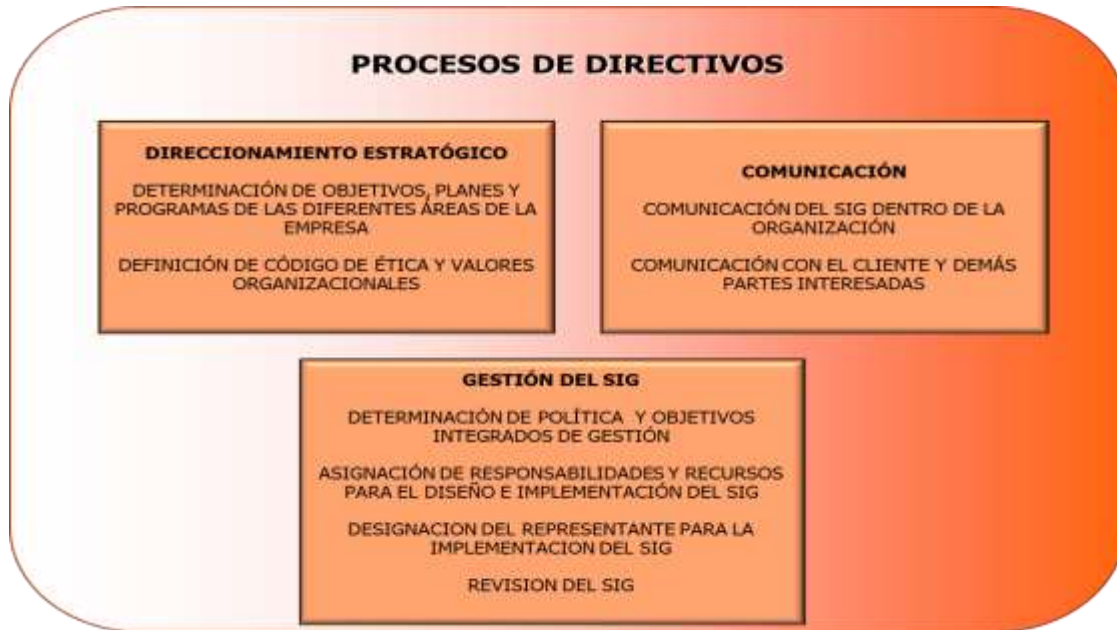 PROCESOS DE DIRECTIVOS
DIRECCIONAMIENTO ESTRATÓGICO
DETERMINACIÓN DE OBJETIVOS, PLANES Y
PROGRAMAS DE LAS DIFERENTES ÁREAS DE LA
EMPRESA
DEFINICIÓN DE CÓDIGO DE ÉTICA Y VALORES
ORGANIZACIONALES
COMUNICACIÓN
COMUNICACIÓN DEL SIG DENTRO DE LA
ORGANIZACIÓN
COMUNICACIÓN CON EL CLIENTE Y DEMÁS
PARTES INTERESADAS
GESTIÓN DEL SIG
DETERMINACIÓN DE POLÍTICA Y OBJETIVOS
INTEGRADOS DE GESTIÓN
ASIGNACIÓN DE RESPONSABILIDADES Y RECURSOS
PARA EL DISEÑO E IMPLEMENTACIÓN DEL SIG
DESIGNACION DEL REPRESENTANTE PARA LA
IMPLEMENTACION DEL SIG
REVISION DEL SIG